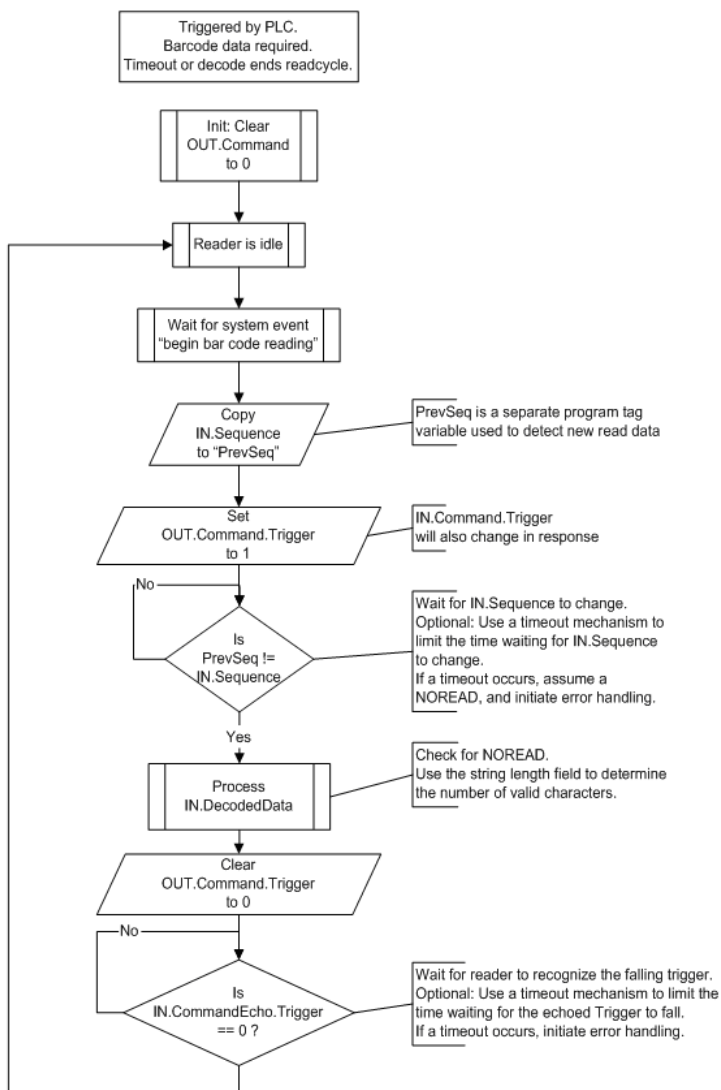 Triggered by PLC.
Barcode data required.
Timeout or decode ends readcycle.
Init: Clear
OUT.Command
to 0
Reader is idle
Wait for system event
“begin bar code reading”
Copy
IN.Sequence
to “PrevSeq”
PrevSeq is a separate program tag
variable used to detect new read data
Set
OUT.Command.Trigger
to 1
IN.Command.Trigger
will also change in response
No
Is
PrevSeq !=
IN.Sequence
Wait for IN.Sequence to change.
Optional: Use a timeout mechanism to
limit the time waiting for IN.Sequence
to change.
If a timeout occurs, assume a
NOREAD, and initiate error handling.
Yes
Process
IN.DecodedData
Check for NOREAD.
Use the string length field to determine
the number of valid characters.
Clear
OUT.Command.Trigger
to 0
No
Is
IN.CommandEcho.Trigger
== 0 ?
Wait for reader to recognize the falling trigger.
Optional: Use a timeout mechanism to limit the
time waiting for the echoed Trigger to fall.
If a timeout occurs, initiate error handling.